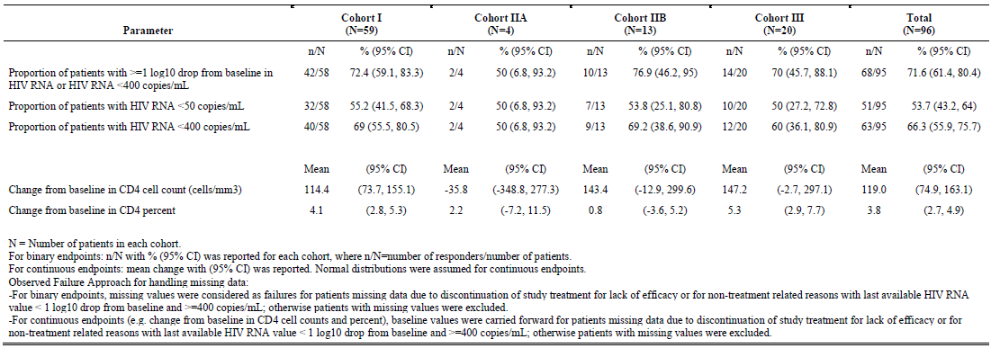 Parameter Cohort I (N=59) Cohort IIA (N=4) Cohort IIB (N=13) Cohort III (N=20) Total (N=96)
n/N % (95% CI) n/N % (95% CI) n/N % (95% CI) n/N % (95% CI) n/N % (95% CI)
Proportion of patients with >=1 log10 drop from baseline in HIV RNA or HIV RNA <400 copies/mL 42/58 72.4 (59.1, 83.3) 2/4 50 (6.8, 93.2) 10/13 76.9 (46.2, 95) 14/20 70 (45.7, 88.1) 68/95 71.6 (61.4, 80.4)
Proportion of patients with HIV RNA <50 copies/mL 32/58 55.2 (41.5, 68.3) 2/4 50 (6.8, 93.2) 7/13 53.8 (25.1, 80.8) 10/20 50 (27.2, 72.8) 51/95 53.7 (43.2, 64)
Proportion of patients with HIV RNA <400 copies/mL 40/58 69 (55.5, 80.5) 2/4 50 (6.8, 93.2) 9/13 69.2 (38.6, 90.9) 12/20 60 (36.1, 80.9) 63/95 66.3 (55.9, 75.7)
Mean (95% CI) Mean (95% CI) Mean (95% CI) Mean (95% CI) Mean (95% CI)
Change from baseline in CD4 cell count (cells/mm3) 114.4 (73.7, 155.1) -35.8 (-348.8, 277.3) 143.4 (-12.9, 299.6) 147.2 (-2.7, 297.1) 119.0 (74.9, 163.1)
Change from baseline in CD4 percent 4.1 (2.8, 5.3) 2.2 (-7.2, 11.5) 0.8 (-3.6, 5.2) 5.3 (2.9, 7.7) 3.8 (2.7, 4.9)
N = Number of patients in each cohort.
For binary endpoints: n/N with % (95% CI) was reported for each cohort, where n/N=number of responders/number of patients.
For continuous endpoints: mean change with (95% CI) was reported. Normal distributions were assumed for continuous endpoints.
Observed Failure Approach for handling missing data:
-For binary endpoints, missing values were considered as failures for patients missing data due to discontinuation of study treatment for lack of efficacy or for non-treatment related reasons with last available HIV RNA
value < 1 log10 drop from baseline and >=400 copies/mL; otherwise patients with missing values were excluded.
-For continuous endpoints (e.g. change from baseline in CD4 cell counts and percent), baseline values were carried forward for patients missing data due to discontinuation of study treatment for lack of efficacy or for
non-treatment related reasons with last available HIV RNA value < 1 log10 drop from baseline and >=400 copies/mL; otherwise patients with missing values were excluded.